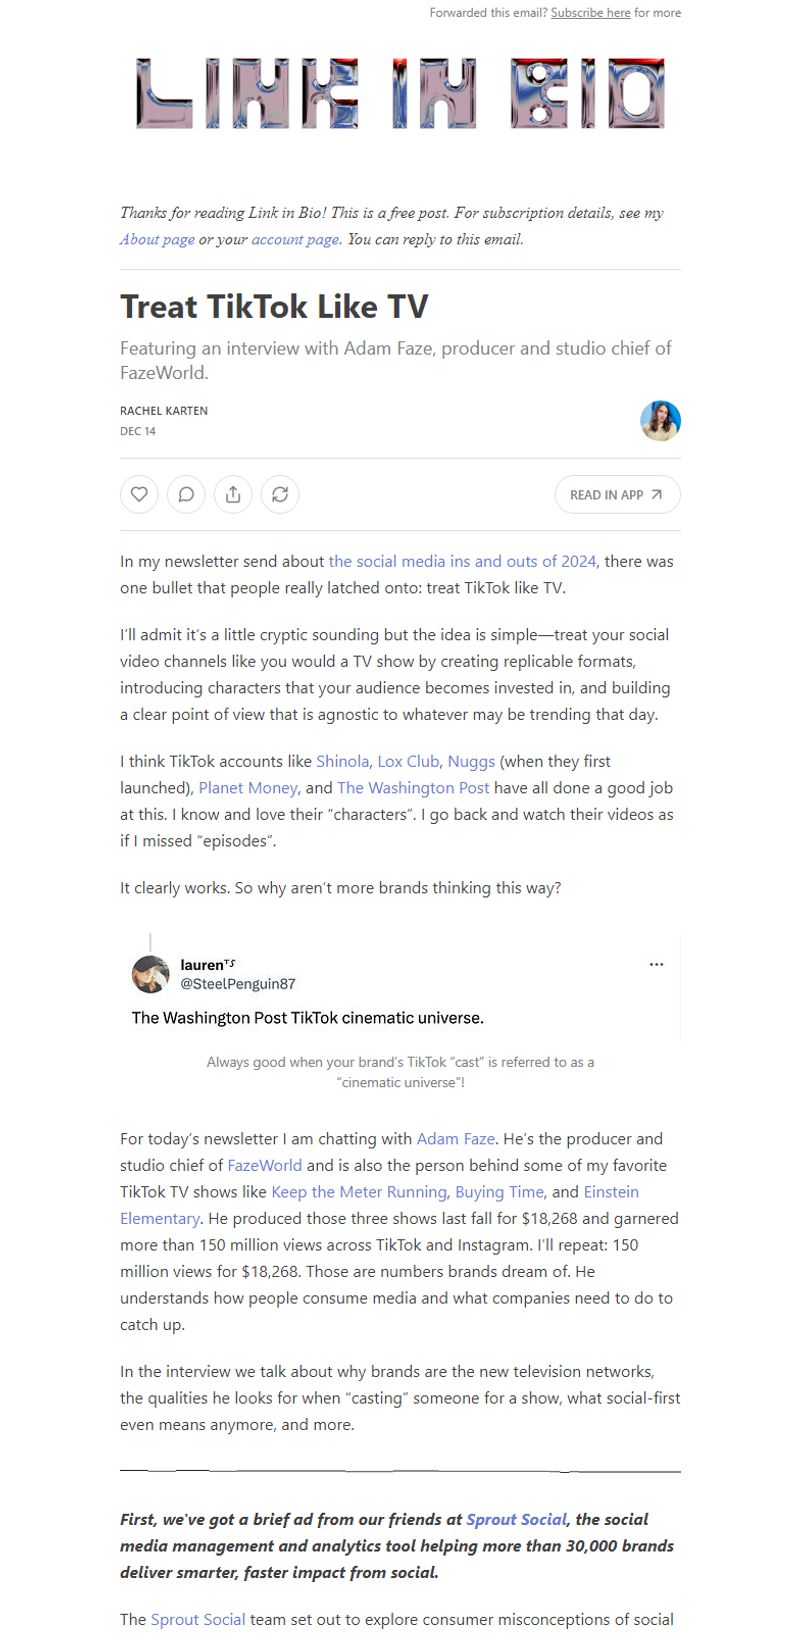 Forwarded this email? Subscribe here for more
LINK IN BIO
Thanks for reading Link in Bio! This is a free post. For subscription details, see my
About page or your account page. You can reply to this email.
Treat TikTok Like TV
Featuring an interview with Adam Faze, producer and studio chief of
FazeWorld.
RACHEL KARTEN
DEC 14
READ IN APP
In my newsletter send about the social media ins and outs of 2024, there was
one bullet that people really latched onto: treat TikTok like TV.
I'll admit it's a little cryptic sounding but the idea is simple—treat your social
video channels like you would a TV show by creating replicable formats,
introducing characters that your audience becomes invested in, and building
a clear point of view that is agnostic to whatever may be trending that day.
I think TikTok accounts like Shinola, Lox Club, Nuggs (when they first
launched), Planet Money, and The Washington Post have all done a good job
at this. I know and love their "characters". I go back and watch their videos as
if I missed "episodes".
It clearly works. So why aren't more brands thinking this way?
laurenᵀˢ
@SteelPenguin87
The Washington Post TikTok cinematic universe.
Always good when your brand's TikTok "cast" is referred to as a
"cinematic universe"!
For today's newsletter I am chatting with Adam Faze. He's the producer and
studio chief of FazeWorld and is also the person behind some of my favorite
TikTok TV shows like Keep the Meter Running, Buying Time, and Einstein
Elementary. He produced those three shows last fall for $18,268 and garnered
more than 150 million views across TikTok and Instagram. I'll repeat: 150
million views for $18,268. Those are numbers brands dream of. He
understands how people consume media and what companies need to do to
catch up.
In the interview we talk about why brands are the new television networks,
the qualities he looks for when "casting" someone for a show, what social-first
even means anymore, and more.
First, we've got a brief ad from our friends at Sprout Social, the social
media management and analytics tool helping more than 30,000 brands
deliver smarter, faster impact from social.
The Sprout Social team set out to explore consumer misconceptions of social